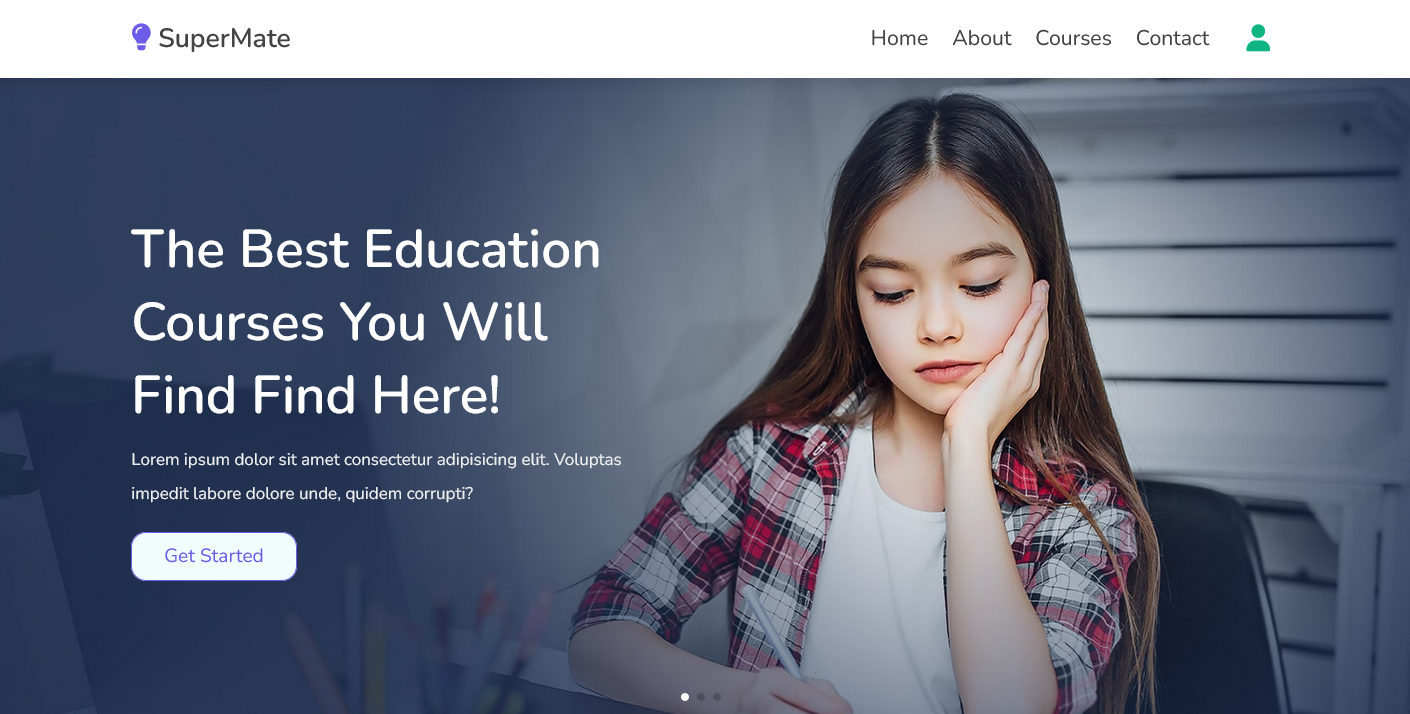 SuperMate
Home About Courses Contact
The Best Education
Courses You Will
Find Find Here!
Lorem ipsum dolor sit amet consectetur adipisicing elit. Voluptas
impedit labore dolore unde, quidem corrupti?
Get Started